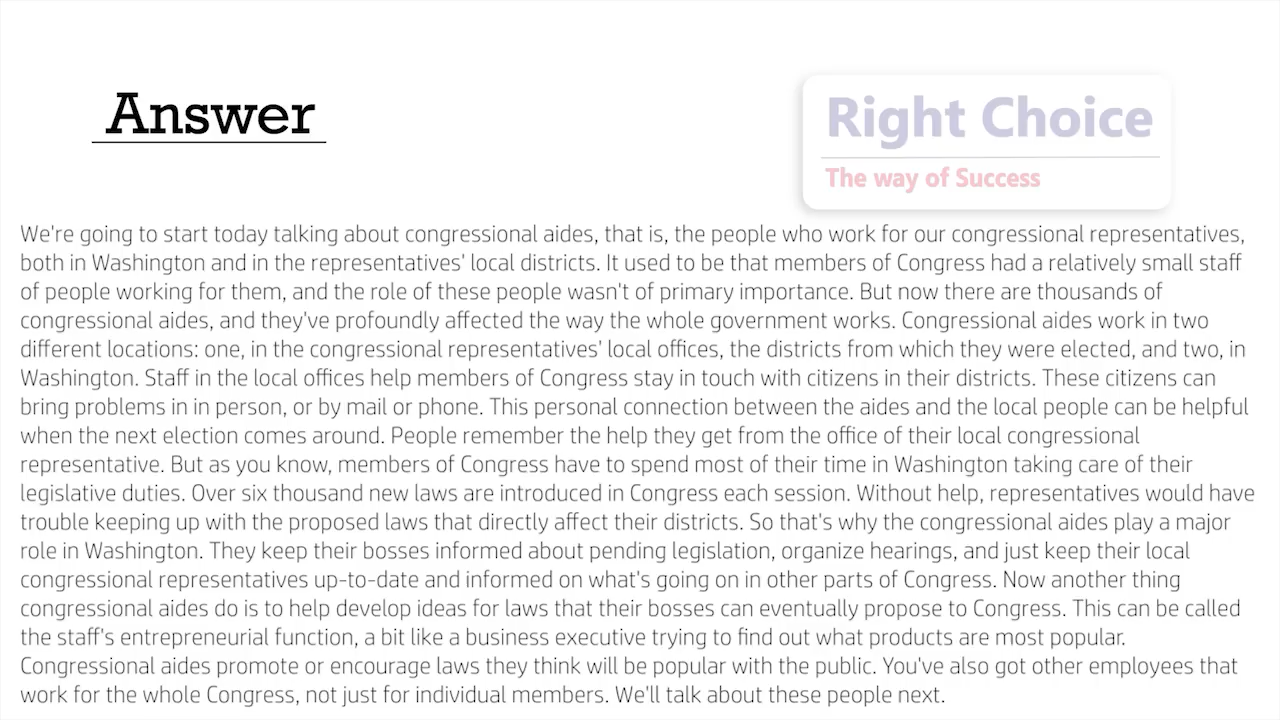 Answer
Right Choice
The way of Success
We're going to start today talking about congressional aides, that is, the people who work for our congressional representatives,
both in Washington and in the representatives' local districts. It used to be that members of Congress had a relatively small staff
of people working for them, and the role of these people wasn't of primary importance. But now there are thousands of
congressional aides, and they've profoundly affected the way the whole government works. Congressional aides work in two
different locations: one, in the congressional representatives' local offices, the districts from which they were elected, and two, in
Washington. Staff in the local offices help members of Congress stay in touch with citizens in their districts. These citizens can
bring problems in in person, or by mail or phone. This personal connection between the aides and the local people can be helpful
when the next election comes around. People remember the help they get from the office of their local congressional
representative. But as you know, members of Congress have to spend most of their time in Washington taking care of their
legislative duties. Over six thousand new laws are introduced in Congress each session. Without help, representatives would have
trouble keeping up with the proposed laws that directly affect their districts. So that's why the congressional aides play a major
role in Washington. They keep their bosses informed about pending legislation, organize hearings, and just keep their local
congressional representatives up-to-date and informed on what's going on in other parts of Congress. Now another thing
congressional aides do is to help develop ideas for laws that their bosses can eventually propose to Congress. This can be called
the staff's entrepreneurial function, a bit like a business executive trying to find out what products are most popular.
Congressional aides promote or encourage laws they think will be popular with the public. You've also got other employees that
work for the whole Congress, not just for individual members. We'll talk about these people next.